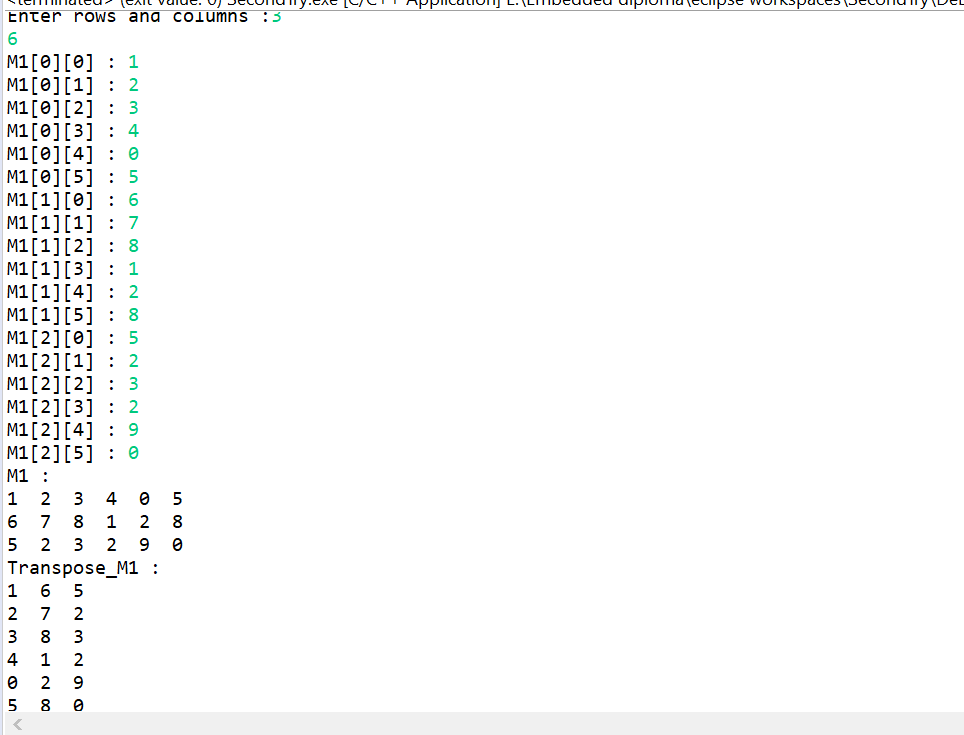 <terminated> (exit value: 0) SecondTry.exe [C/C++ Application] E:\Embedded diploma\eclipse workspaces\SecondTry\Deb
Enter rows and columns :3
6
M1[0][0] : 1
M1[0][1] : 2
M1[0][2] : 3
M1[0][3] : 4
M1[0][4] : 0
M1[0][5] : 5
M1[1][0] : 6
M1[1][1] : 7
M1[1][2] : 8
M1[1][3] : 1
M1[1][4] : 2
M1[1][5] : 8
M1[2][0] : 5
M1[2][1] : 2
M1[2][2] : 3
M1[2][3] : 2
M1[2][4] : 9
M1[2][5] : 0
M1 :
1  2  3  4  0  5
6  7  8  1  2  8
5  2  3  2  9  0
Transpose_M1 :
1  6  5
2  7  2
3  8  3
4  1  2
0  2  9
5  8  0